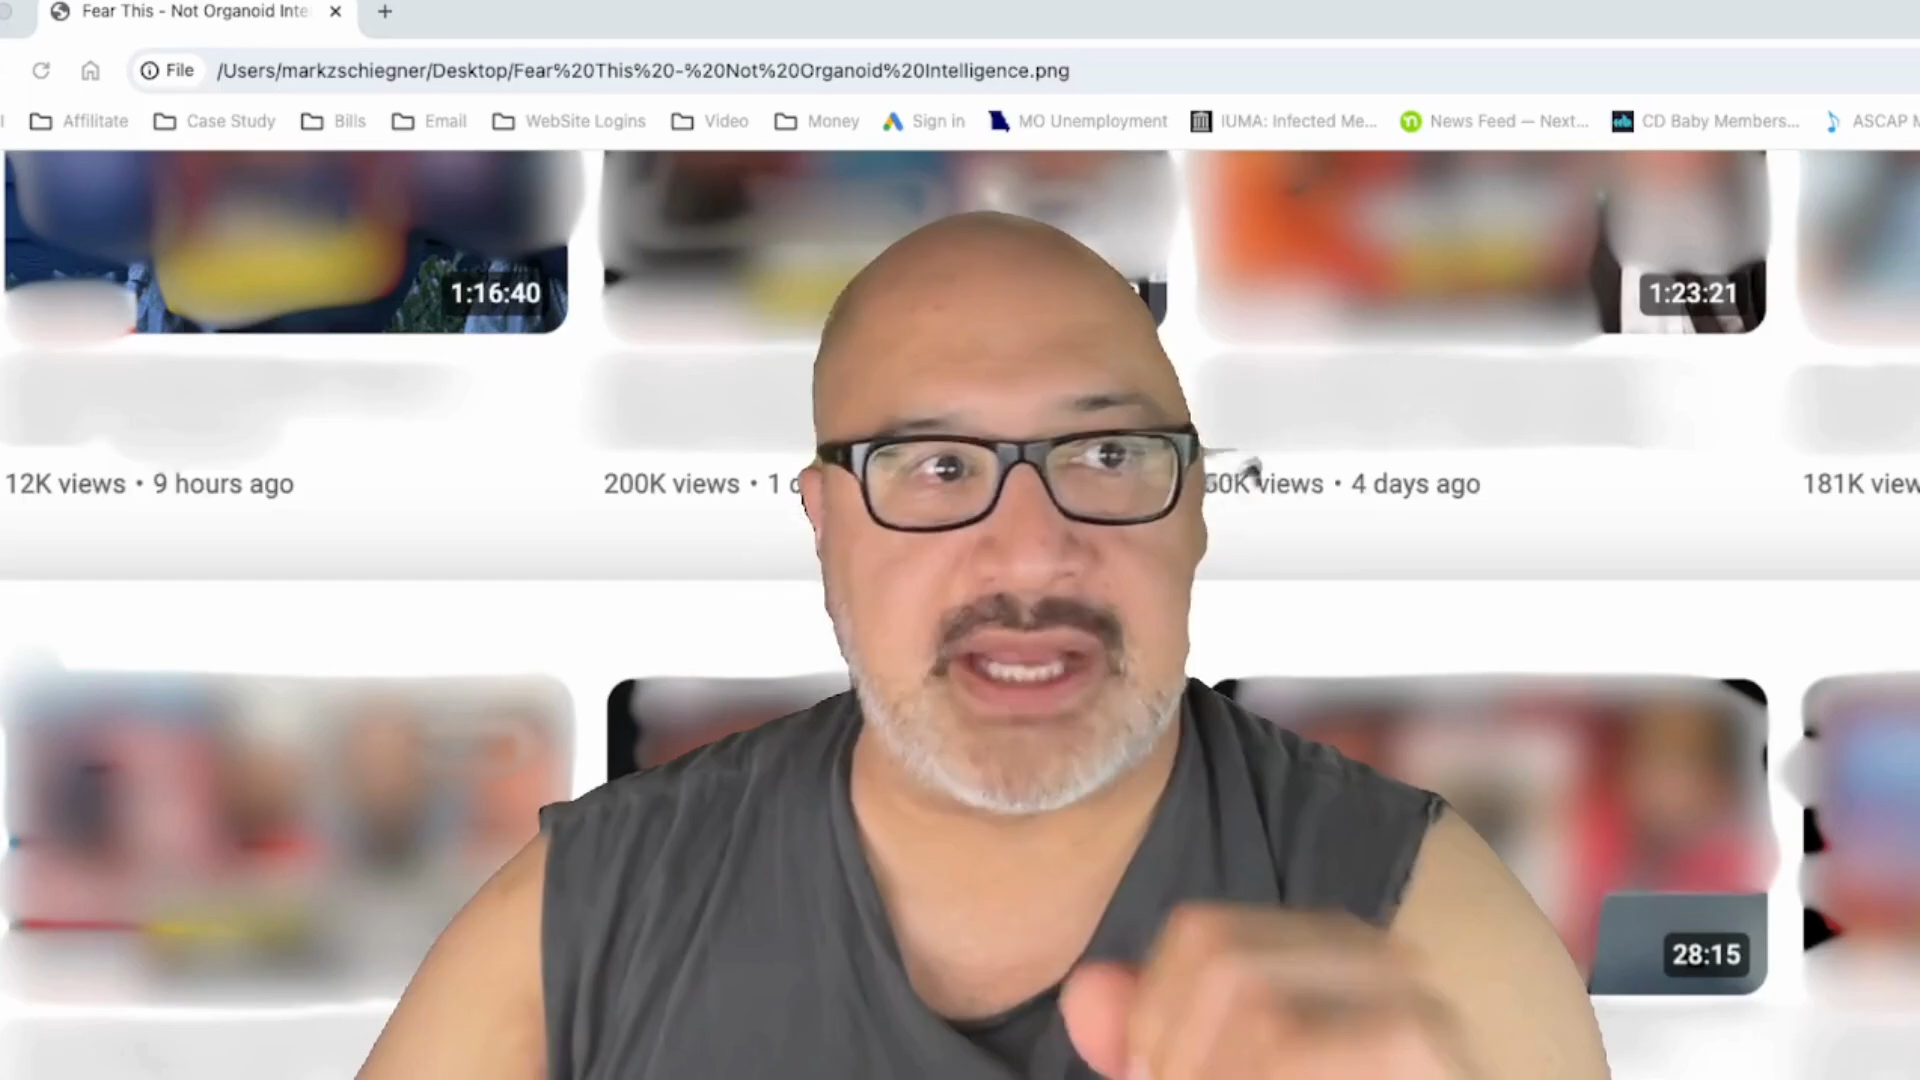 Fear This - Not Organoid Inte
File /Users/markzschiegner/Desktop/Fear%20This%20-%20Not%20Organoid%20Intelligence.png
Affilitate Case Study Bills Email WebSite Logins Video Money Sign in MO Unemployment IUMA: Infected Me... News Feed — Next... CD Baby Members... ASCAP M
1:16:40
1:23:21
12K views • 9 hours ago
200K views • 1
60K views • 4 days ago
181K view
28:15